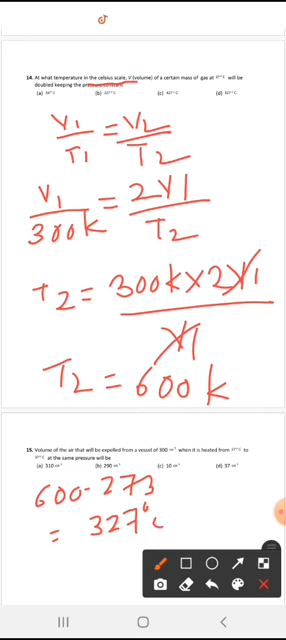 14. At what temperature in the celsius scale, V (volume) of a certain mass of gas at 27° C will be
doubled keeping the pressure constant
(a) 54° C (b) 327° C (c) 427° C (d) 527° C
V1/T1 = V2/T2
V1/300k = 2V1/T2
T2 = 300k×2V1/V1
T2 = 600k
15. Volume of the air that will be expelled from a vessel of 300 cm³ when it is heated from 27° C to
37° C at the same pressure will be
(a) 310 cm³ (b) 290 cm³ (c) 10 cm³ (d) 37 cm³
600-273
= 327°c